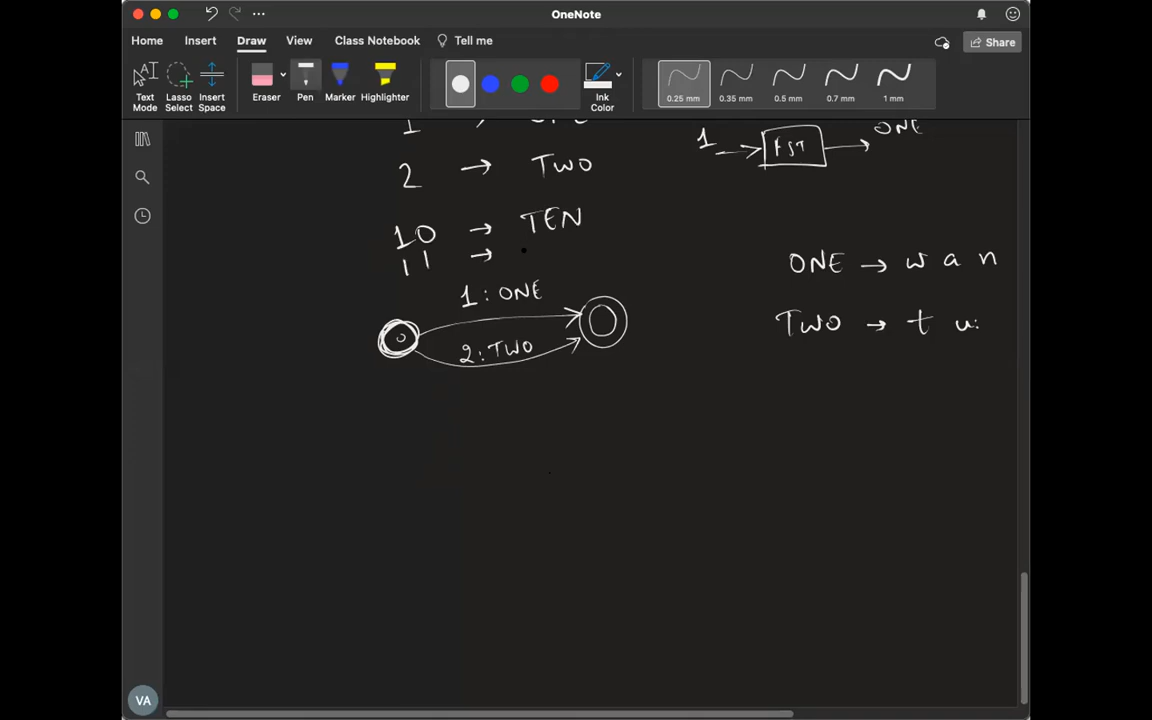 OneNote
Home Insert Draw View Class Notebook Tell me
Share
Text Mode
Lasso Select
Insert Space
Eraser
Pen
Marker
Highlighter
Ink Color
0.25 mm
0.35 mm
0.5 mm
0.7 mm
1 mm
1 → ONE
1 → FST → ONE
2 → TWO
10 → TEN
11 →
ONE → w a n
1 : ONE
TWO → t u:
2 : TWO
VA